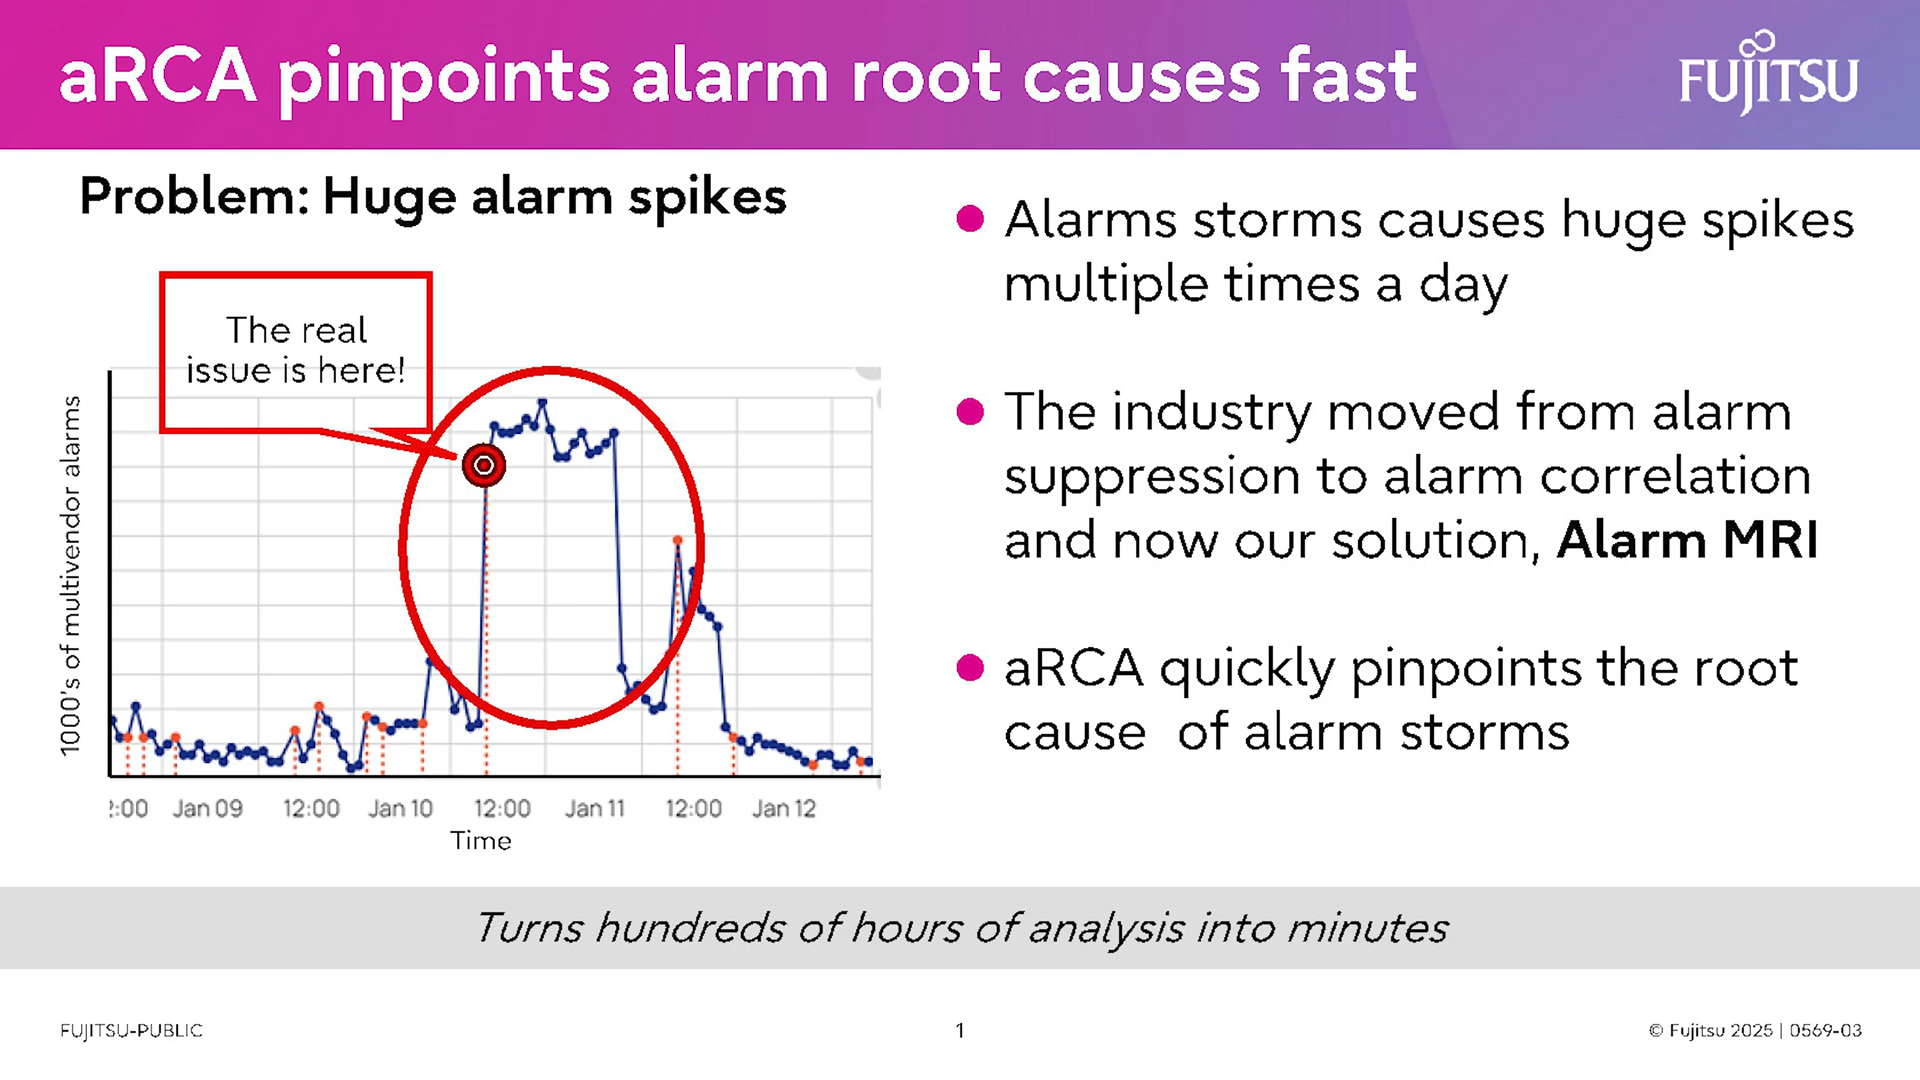 aRCA pinpoints alarm root causes fast
FUJITSU
Problem: Huge alarm spikes
The real
issue is here!
1000's of multivendor alarms
:00 Jan 09 12:00 Jan 10 12:00 Jan 11 12:00 Jan 12
Time
Alarms storms causes huge spikes
multiple times a day
The industry moved from alarm
suppression to alarm correlation
and now our solution, Alarm MRI
aRCA quickly pinpoints the root
cause of alarm storms
Turns hundreds of hours of analysis into minutes
FUJITSU-PUBLIC
1
© Fujitsu 2025 | 0569-03